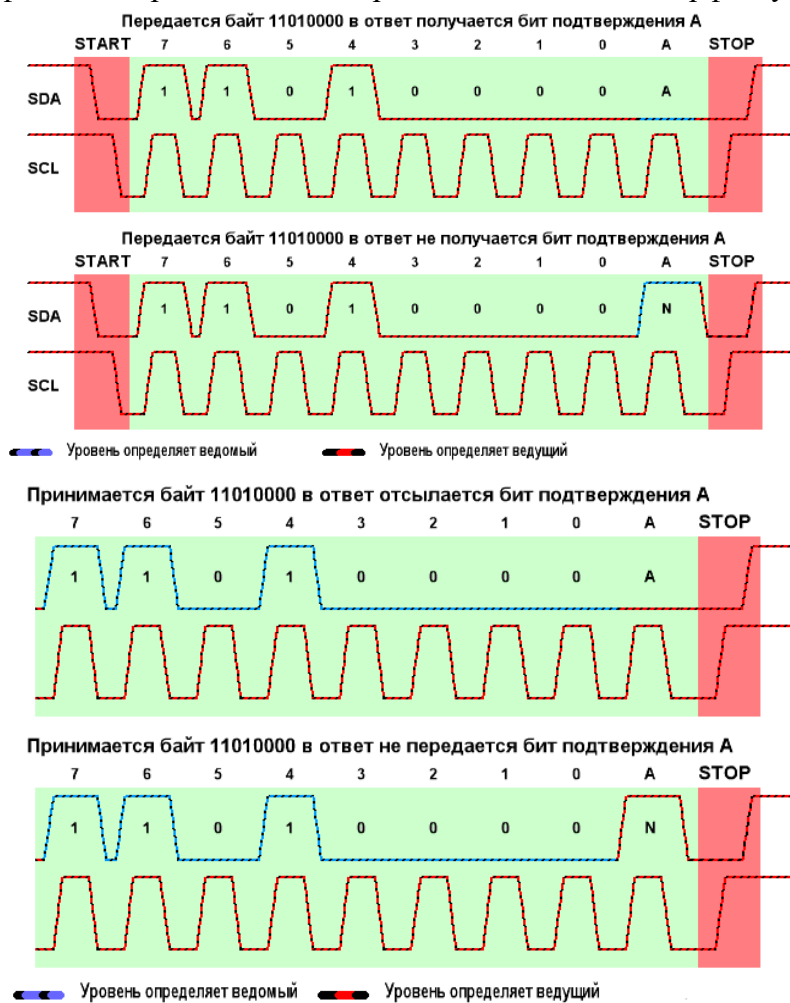 Передается байт 11010000 в ответ получается бит подтверждения А
START 7 6 5 4 3 2 1 0 A STOP
SDA 1 1 0 1 0 0 0 0 A
SCL
Передается байт 11010000 в ответ не получается бит подтверждения А
START 7 6 5 4 3 2 1 0 A STOP
SDA 1 1 0 1 0 0 0 0 N
SCL
Уровень определяет ведомый Уровень определяет ведущий
Принимается байт 11010000 в ответ отсылается бит подтверждения А
7 6 5 4 3 2 1 0 A STOP
1 1 0 1 0 0 0 0 A
Принимается байт 11010000 в ответ не передается бит подтверждения А
7 6 5 4 3 2 1 0 A STOP
1 1 0 1 0 0 0 0 N
Уровень определяет ведомый Уровень определяет ведущий